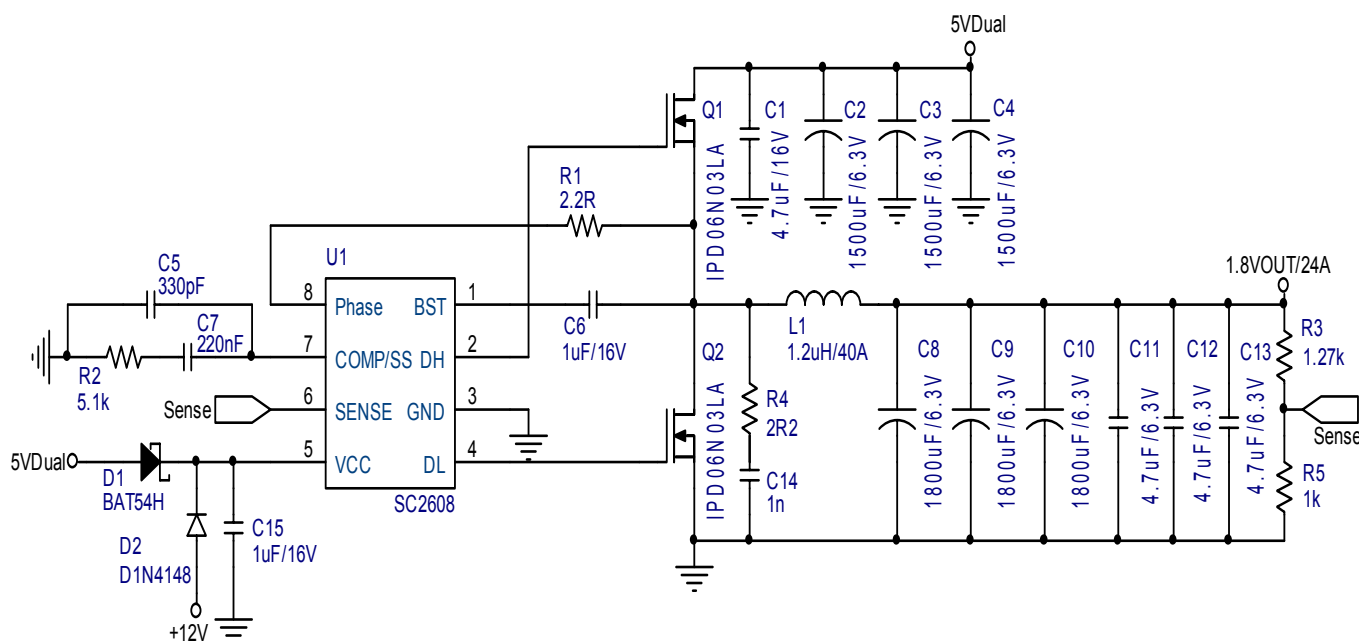 5VDual
Q1
IPD06N03LA
C1
4.7uF/16V
C2
1500uF/6.3V
C3
1500uF/6.3V
C4
1500uF/6.3V
R1
2.2R
U1
C5
330pF
C7
220nF
R2
5.1k
Sense
5VDual
D1
BAT54H
D2
D1N4148
+12V
C15
1uF/16V
8
Phase
BST
1
7
COMP/SS
DH
2
6
SENSE
GND
3
5
VCC
DL
4
SC2608
C6
1uF/16V
Q2
IPD06N03LA
R4
2R2
C14
1n
L1
1.2uH/40A
C8
1800uF/6.3V
C9
1800uF/6.3V
C10
1800uF/6.3V
C11
4.7uF/6.3V
C12
4.7uF/6.3V
C13
4.7uF/6.3V
1.8VOUT/24A
R3
1.27k
Sense
R5
1k